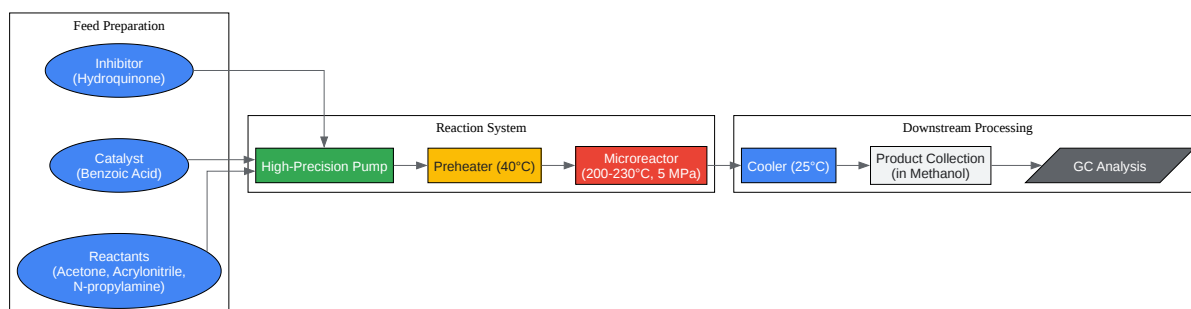 Feed Preparation
Inhibitor
(Hydroquinone)
Catalyst
(Benzoic Acid)
Reactants
(Acetone, Acrylonitrile,
N-propylamine)
Reaction System
High-Precision Pump
Preheater (40°C)
Microreactor
(200-230°C, 5 MPa)
Downstream Processing
Cooler (25°C)
Product Collection
(in Methanol)
GC Analysis